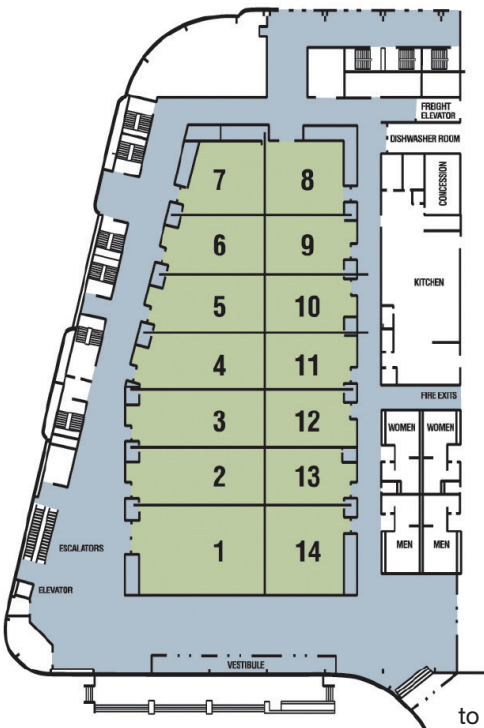 FREIGHT
ELEVATOR
DISHWASHER ROOM
CONCESSION
7 8
6 9
KITCHEN
5 10
4 11
FIRE EXITS
3 12
WOMEN WOMEN
2 13
1 14
MEN MEN
ESCALATORS
ELEVATOR
VESTIBULE
to